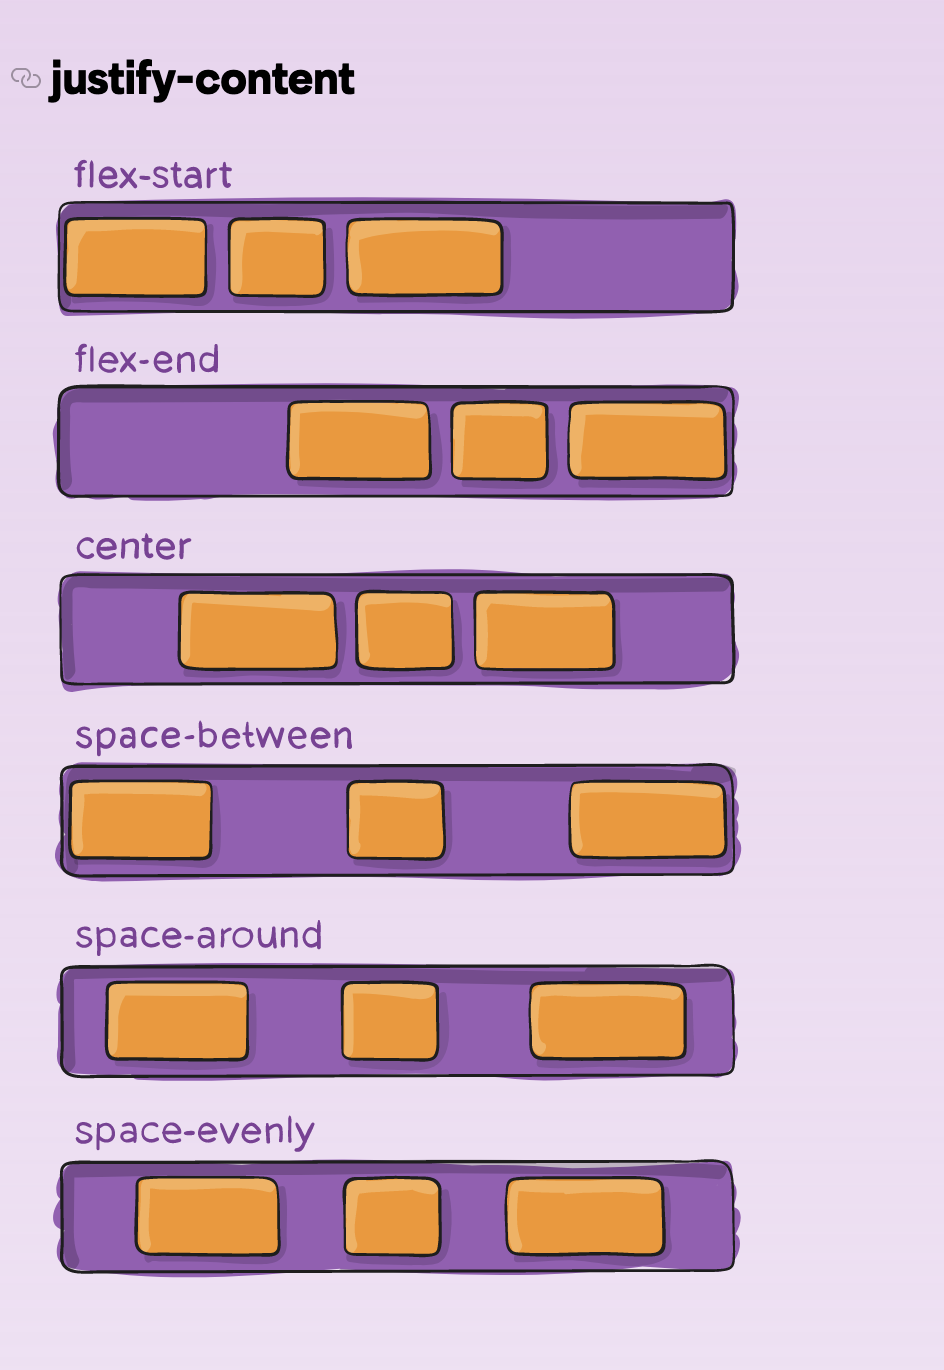 justify-content
flex-start
flex-end
center
space-between
space-around
space-evenly